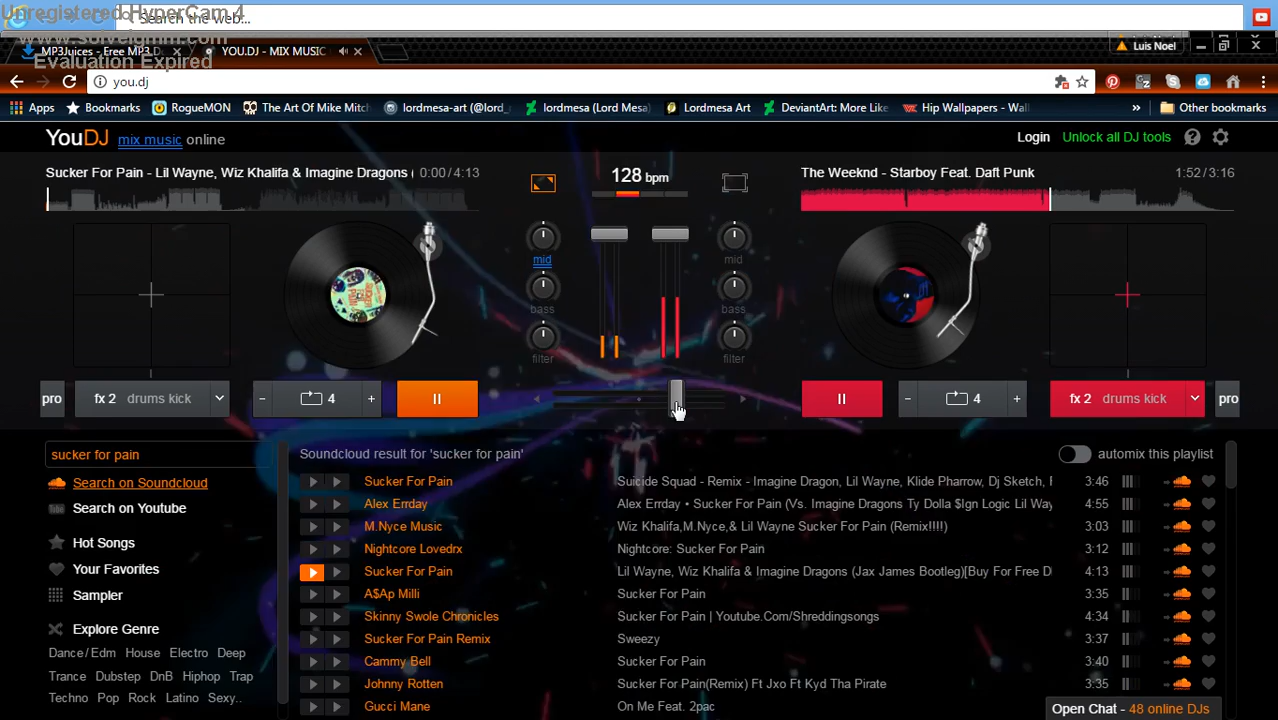 Unregistered HyperCam 4
Search the web...
www.solveigmm.com
Evaluation Expired
MP3Juices - Free MP3 D
YOU.DJ - MIX MUSIC
Luis Noel
you.dj
Apps
Bookmarks
RogueMON
The Art Of Mike Mitch
lordmesa-art (@lord_
lordmesa (Lord Mesa)
Lordmesa Art
DeviantArt: More Like
Hip Wallpapers - Wall
»
Other bookmarks
YouDJ mix music online
Login
Unlock all DJ tools
Sucker For Pain - Lil Wayne, Wiz Khalifa & Imagine Dragons (
0:00 / 4:13
128 bpm
The Weeknd - Starboy Feat. Daft Punk
1:52 / 3:16
mid
mid
bass
bass
filter
filter
pro
fx 2 drums kick
- 4 +
- 4 +
fx 2 drums kick
pro
sucker for pain
Search on Soundcloud
Search on Youtube
Hot Songs
Your Favorites
Sampler
Explore Genre
Dance/Edm House Electro Deep
Trance Dubstep DnB Hiphop Trap
Techno Pop Rock Latino Sexy..
Soundcloud result for 'sucker for pain'
automix this playlist
Sucker For Pain Suicide Squad - Remix - Imagine Dragon, Lil Wayne, Klide Pharrow, Dj Sketch, F 3:46
Alex Errday Alex Errday • Sucker For Pain (Vs. Imagine Dragons Ty Dolla $Ign Logic Lil Way 4:55
M.Nyce Music Wiz Khalifa,M.Nyce,& Lil Wayne Sucker For Pain (Remix!!!!) 3:03
Nightcore Lovedrx Nightcore: Sucker For Pain 3:12
Sucker For Pain Lil Wayne, Wiz Khalifa & Imagine Dragons (Jax James Bootleg)[Buy For Free D 4:13
A$Ap Milli Sucker For Pain 3:35
Skinny Swole Chronicles Sucker For Pain | Youtube.Com/Shreddingsongs 4:34
Sucker For Pain Remix Sweezy 3:37
Cammy Bell Sucker For Pain 3:40
Johnny Rotten Sucker For Pain(Remix) Ft Jxo Ft Kyd Tha Pirate 3:35
Gucci Mane On Me Feat. 2pac
Open Chat - 48 online DJs